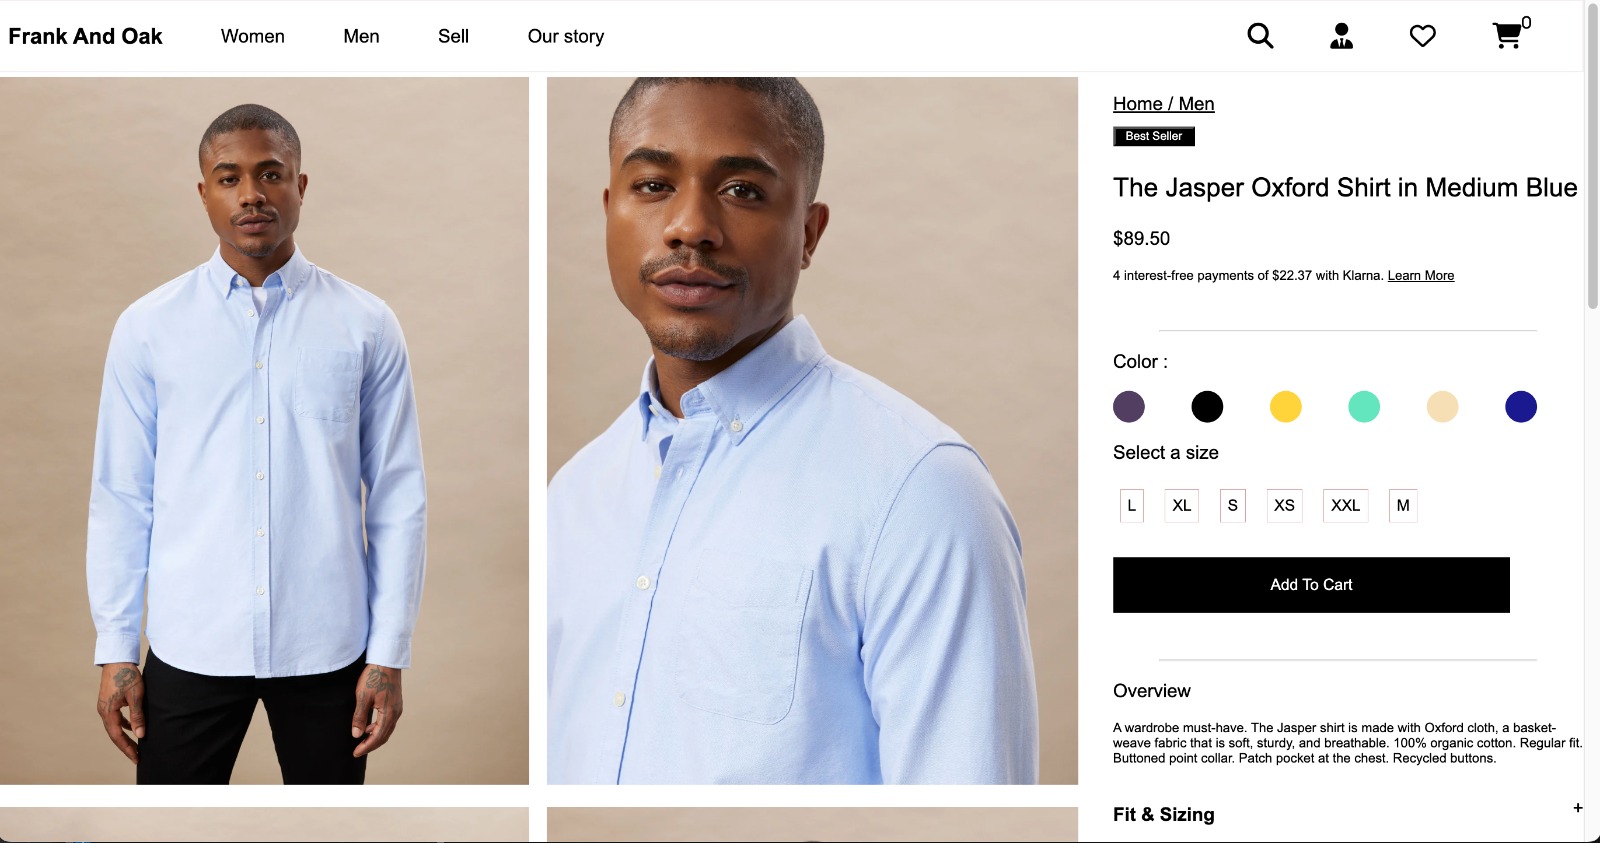 Frank And Oak Women Men Sell Our story 0
Home / Men
Best Seller
The Jasper Oxford Shirt in Medium Blue
$89.50
4 interest-free payments of $22.37 with Klarna. Learn More
Color :
Select a size
L XL S XS XXL M
Add To Cart
Overview
A wardrobe must-have. The Jasper shirt is made with Oxford cloth, a basket-
weave fabric that is soft, sturdy, and breathable. 100% organic cotton. Regular fit.
Buttoned point collar. Patch pocket at the chest. Recycled buttons.
Fit & Sizing +